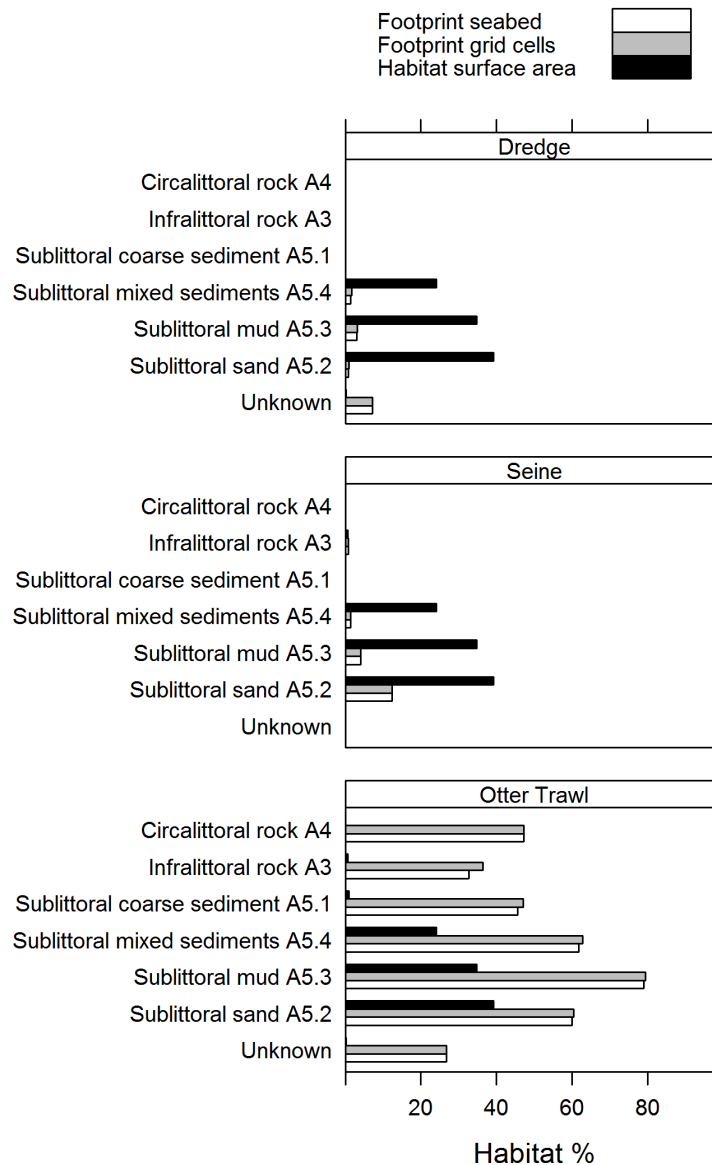 Footprint seabed
Footprint grid cells
Habitat surface area
Dredge
Circalittoral rock A4
Infralittoral rock A3
Sublittoral coarse sediment A5.1
Sublittoral mixed sediments A5.4
Sublittoral mud A5.3
Sublittoral sand A5.2
Unknown
Seine
Circalittoral rock A4
Infralittoral rock A3
Sublittoral coarse sediment A5.1
Sublittoral mixed sediments A5.4
Sublittoral mud A5.3
Sublittoral sand A5.2
Unknown
Otter Trawl
Circalittoral rock A4
Infralittoral rock A3
Sublittoral coarse sediment A5.1
Sublittoral mixed sediments A5.4
Sublittoral mud A5.3
Sublittoral sand A5.2
Unknown
20 40 60 80
Habitat %